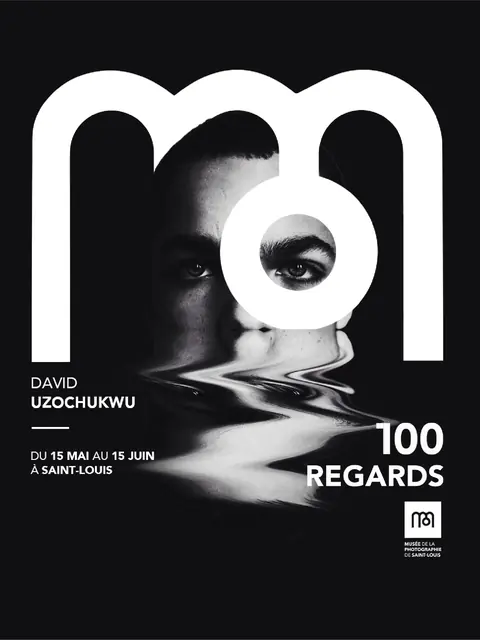 DAVID
UZOCHUKWU
DU 15 MAI AU 15 JUIN
À SAINT-LOUIS
100
REGARDS
MUSÉE DE LA
PHOTOGRAPHIE
DE SAINT-LOUIS